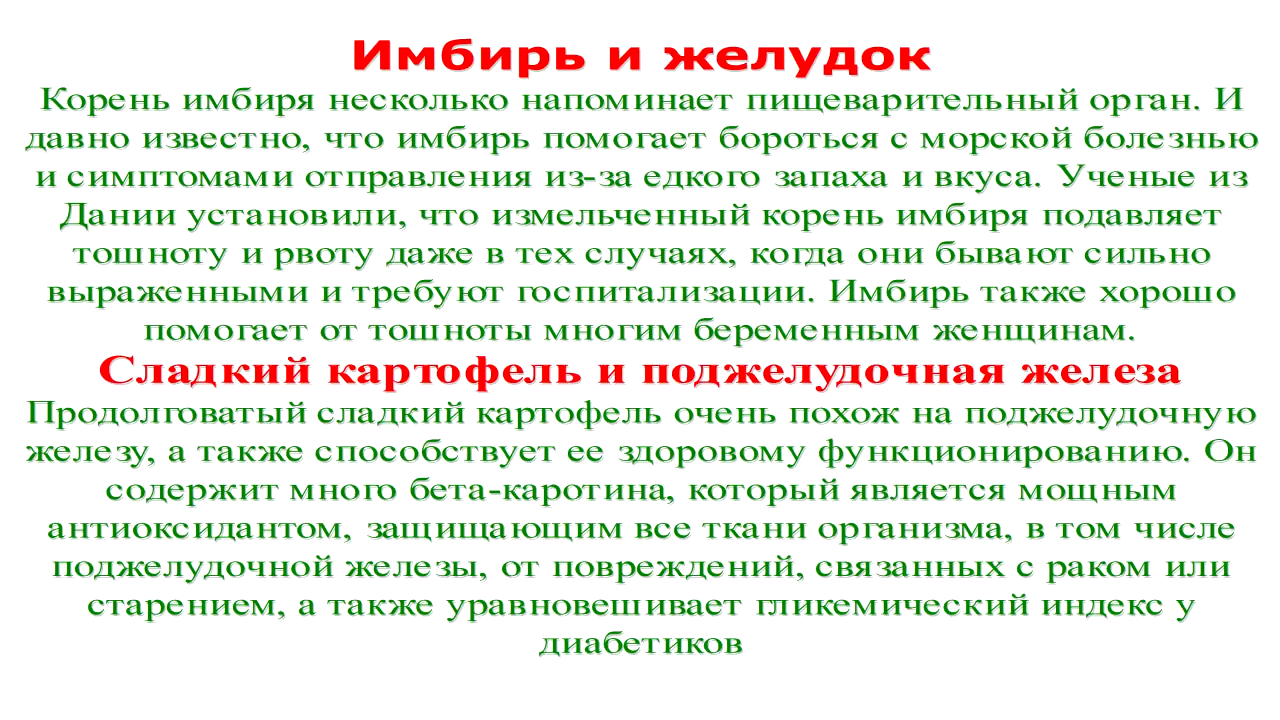 Имбирь и желудок
Корень имбиря несколько напоминает пищеварительный орган. И
давно известно, что имбирь помогает бороться с морской болезнью
и симптомами отправления из-за едкого запаха и вкуса. Ученые из
Дании установили, что измельченный корень имбиря подавляет
тошноту и рвоту даже в тех случаях, когда они бывают сильно
выраженными и требуют госпитализации. Имбирь также хорошо
помогает от тошноты многим беременным женщинам.
Сладкий картофель и поджелудочная железа
Продолговатый сладкий картофель очень похож на поджелудочную
железу, а также способствует ее здоровому функционированию. Он
содержит много бета-каротина, который является мощным
антиоксидантом, защищающим все ткани организма, в том числе
поджелудочной железы, от повреждений, связанных с раком или
старением, а также уравновешивает гликемический индекс у
диабетиков